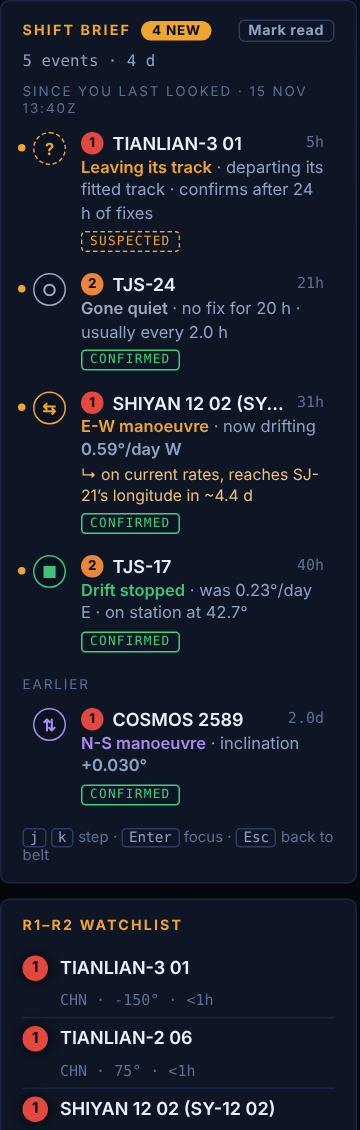 SHIFT BRIEF 4 NEW Mark read
5 events · 4 d
SINCE YOU LAST LOOKED · 15 NOV
13:40Z
? 1 TIANLIAN-3 01 5h
Leaving its track · departing its
fitted track · confirms after 24
h of fixes
SUSPECTED
2 TJS-24 21h
Gone quiet · no fix for 20 h ·
usually every 2.0 h
CONFIRMED
⇆ 1 SHIYAN 12 02 (SY... 31h
E-W manoeuvre · now drifting
0.59°/day W
↳ on current rates, reaches SJ-
21’s longitude in ~4.4 d
CONFIRMED
2 TJS-17 40h
Drift stopped · was 0.23°/day
E · on station at 42.7°
CONFIRMED
EARLIER
⇅ 1 COSMOS 2589 2.0d
N-S manoeuvre · inclination
+0.030°
CONFIRMED
j k step · Enter focus · Esc back to
belt
R1–R2 WATCHLIST
1 TIANLIAN-3 01
CHN · -150° · <1h
1 TIANLIAN-2 06
CHN · 75° · <1h
1 SHIYAN 12 02 (SY-12 02)